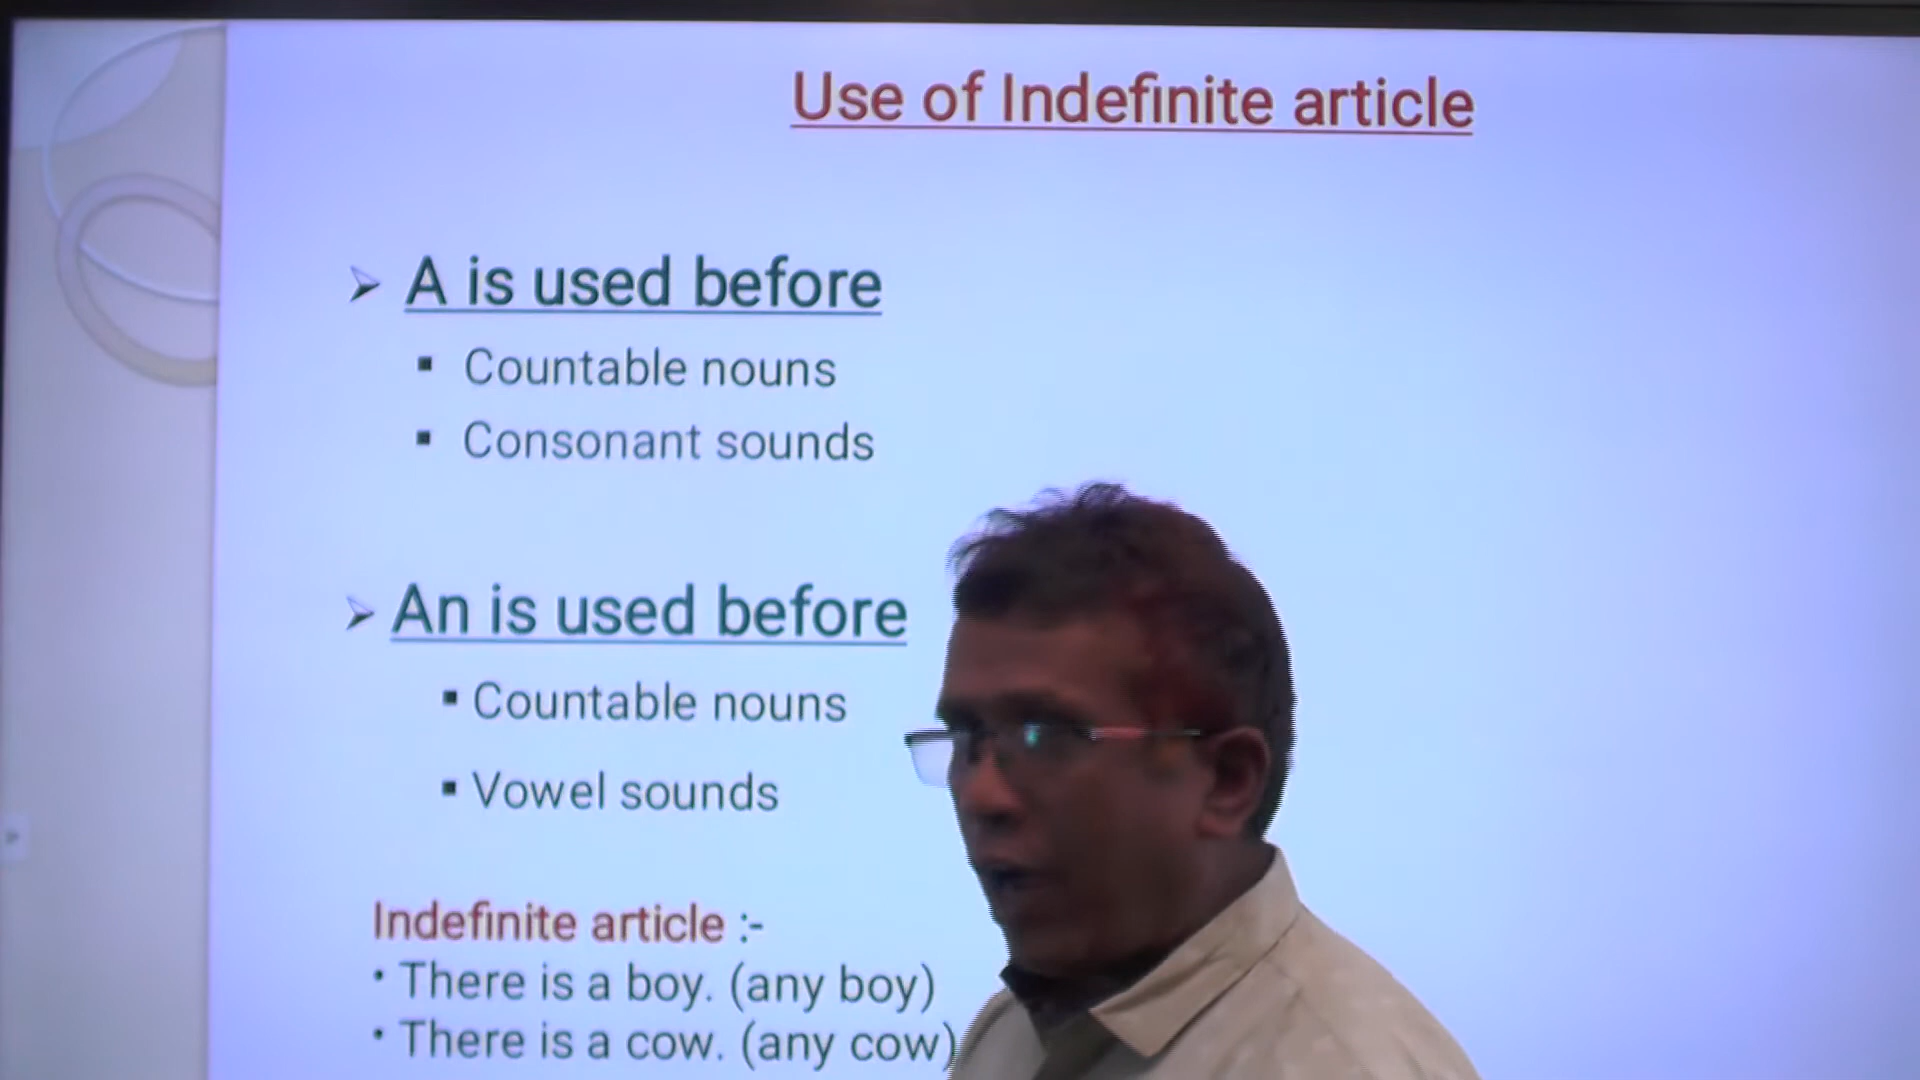 Use of Indefinite article
➢ A is used before
▪ Countable nouns
▪ Consonant sounds
➢ An is used before
▪ Countable nouns
▪ Vowel sounds
Indefinite article :-
• There is a boy. (any boy)
• There is a cow. (any cow)